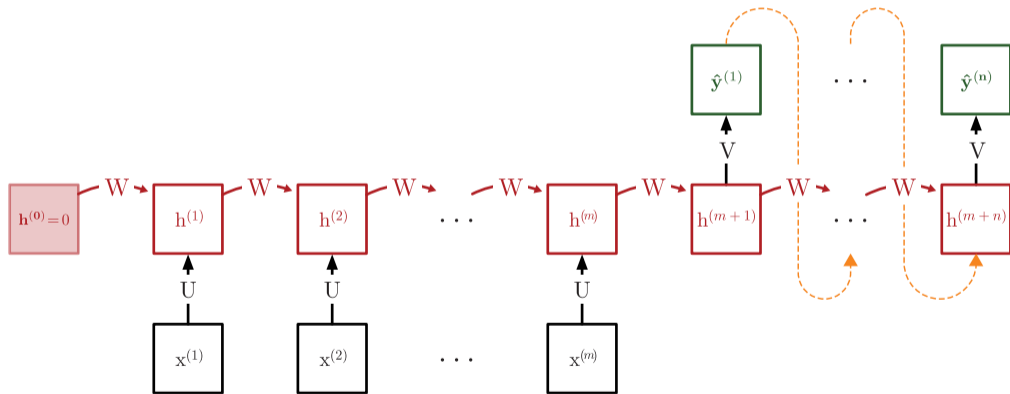 ŷ⁽¹⁾ · · · ŷ⁽ⁿ⁾
V V
W W W W W W W
h⁽⁰⁾=0 h⁽¹⁾ h⁽²⁾ · · · h⁽ᵐ⁾ h⁽ᵐ ⁺ ¹⁾ · · · h⁽ᵐ ⁺ ⁿ⁾
U U U
x⁽¹⁾ x⁽²⁾ · · · x⁽ᵐ⁾